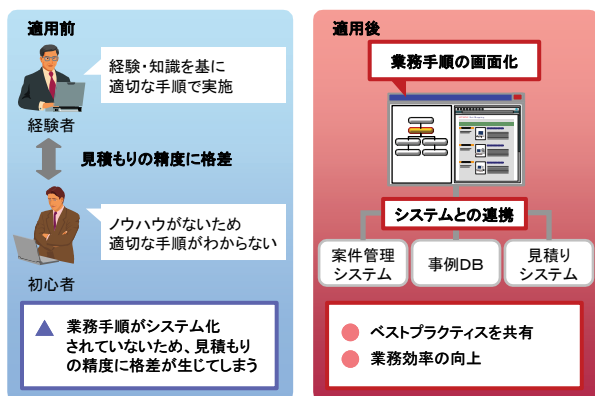 適用前
経験・知識を基に
適切な手順で実施
経験者
見積もりの精度に格差
ノウハウがないため
適切な手順がわからない
初心者
▲ 業務手順がシステム化
されていないため、見積もり
の精度に格差が生じてしまう
適用後
業務手順の画面化
システムとの連携
案件管理
システム
事例DB
見積り
システム
● ベストプラクティスを共有
● 業務効率の向上